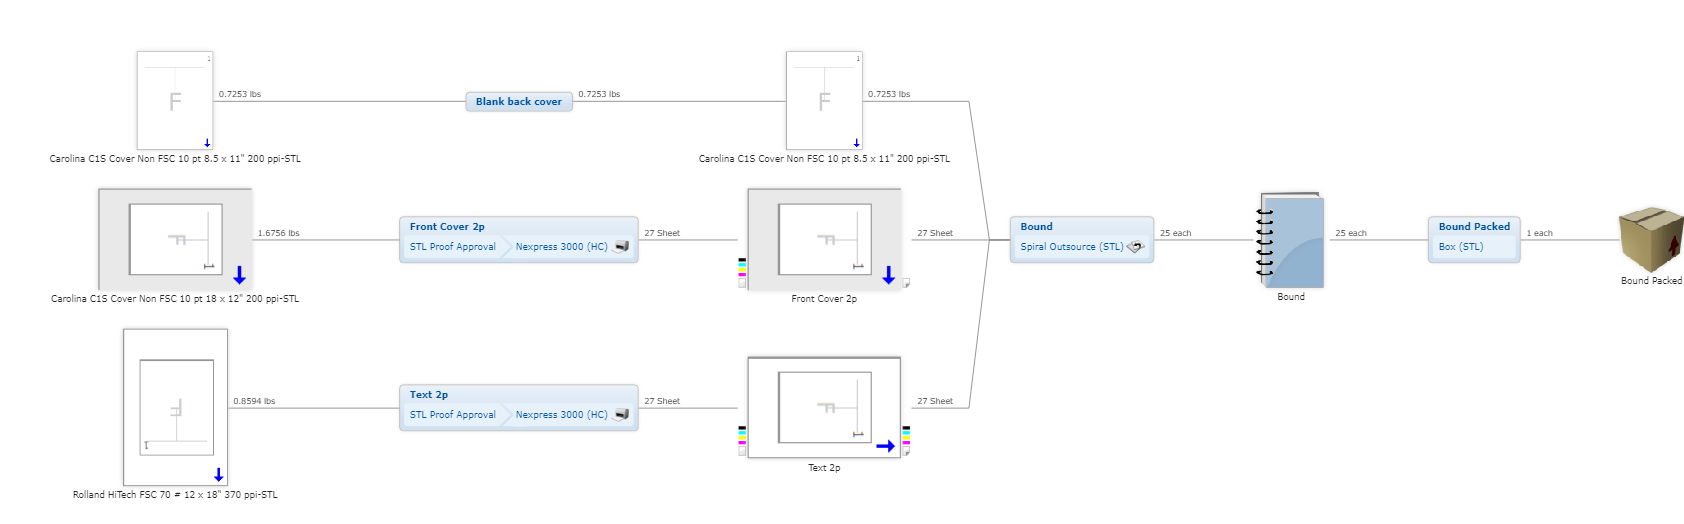 1
0.7253 lbs
Blank back cover
0.7253 lbs
1
0.7253 lbs
Carolina C1S Cover Non FSC 10 pt 8.5 x 11" 200 ppi-STL
Carolina C1S Cover Non FSC 10 pt 8.5 x 11" 200 ppi-STL
1.6756 lbs
Front Cover 2p
STL Proof Approval
Nexpress 3000 (HC)
27 Sheet
27 Sheet
Bound
Spiral Outsource (STL)
25 each
25 each
Bound Packed
Box (STL)
1 each
Bound Packed
Carolina C1S Cover Non FSC 10 pt 18 x 12" 200 ppi-STL
Front Cover 2p
Bound
0.8594 lbs
Text 2p
STL Proof Approval
Nexpress 3000 (HC)
27 Sheet
27 Sheet
Text 2p
Rolland HiTech FSC 70 # 12 x 18" 370 ppi-STL